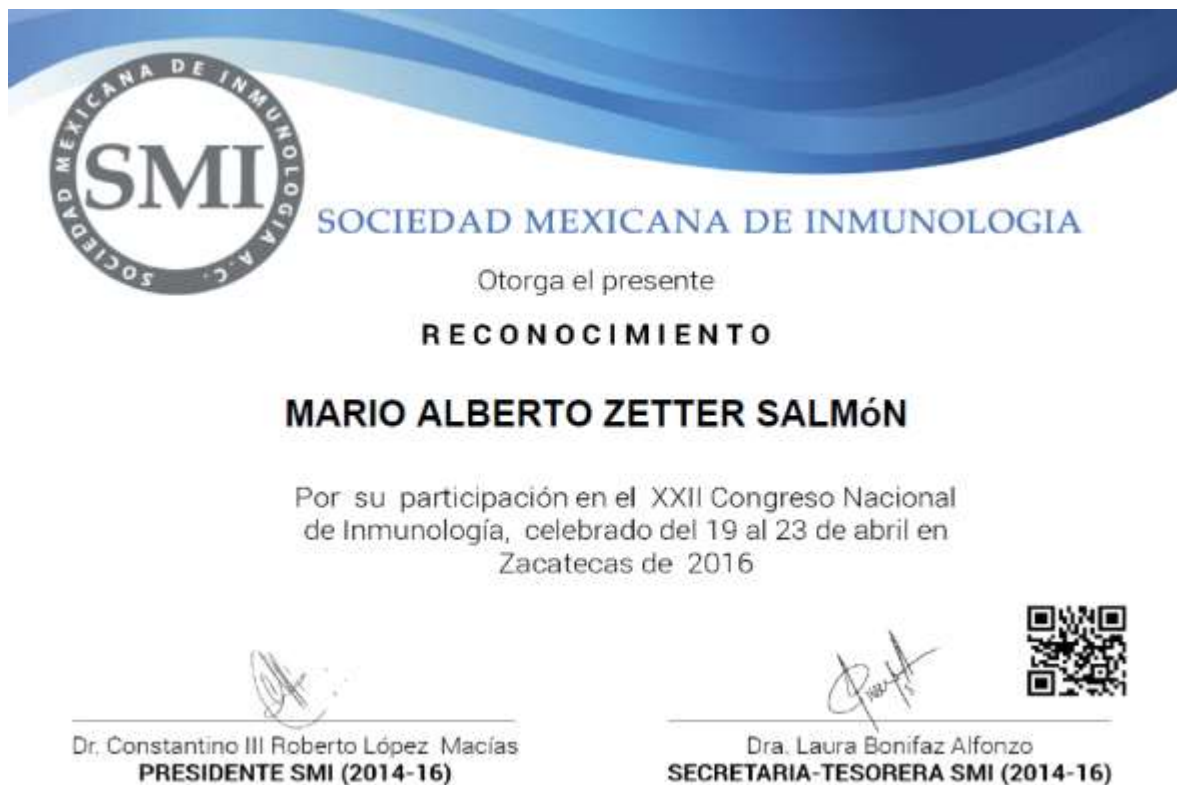 SOCIEDAD MEXICANA DE INMUNOLOGIA A.C.
SMI
SOCIEDAD MEXICANA DE INMUNOLOGIA
Otorga el presente
RECONOCIMIENTO
MARIO ALBERTO ZETTER SALMóN
Por su participación en el XXII Congreso Nacional
de Inmunología, celebrado del 19 al 23 de abril en
Zacatecas de 2016
Dr. Constantino III Roberto López Macías
PRESIDENTE SMI (2014-16)
Dra. Laura Bonifaz Alfonzo
SECRETARIA-TESORERA SMI (2014-16)